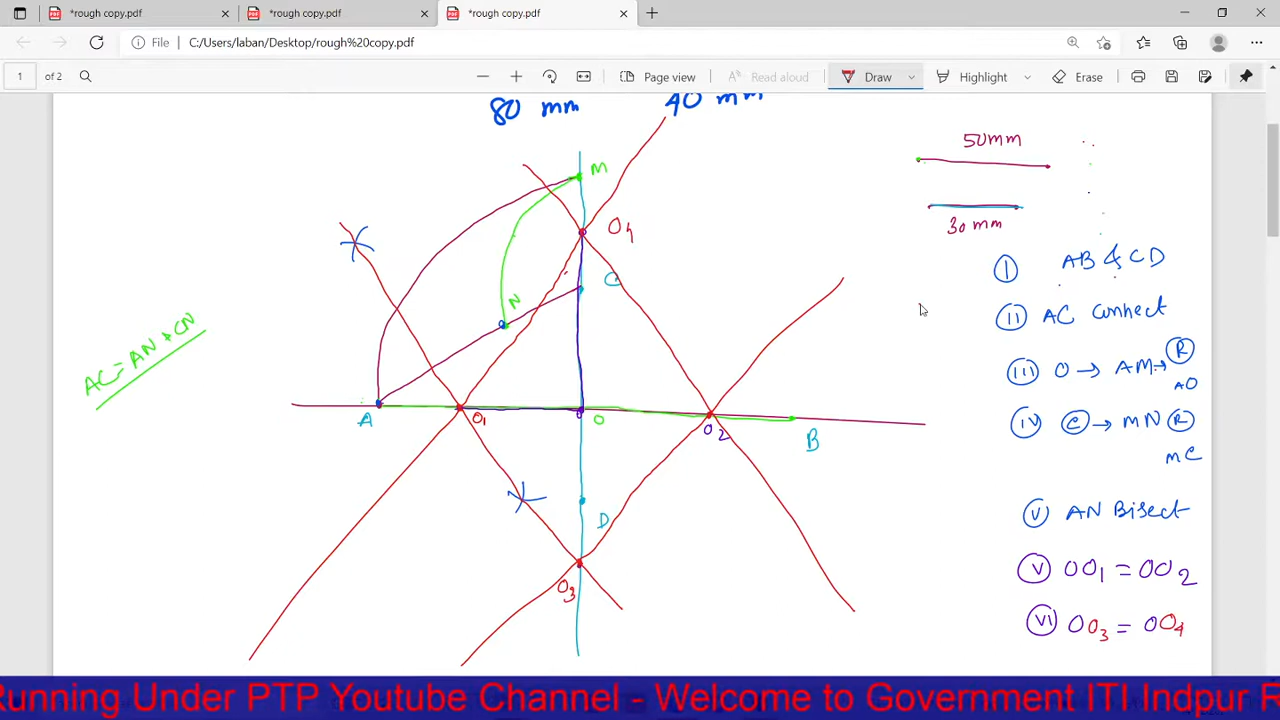 *rough copy.pdf
*rough copy.pdf
*rough copy.pdf
File C:/Users/laban/Desktop/rough%20copy.pdf
1 of 2
Page view
Read aloud
Draw
Highlight
Erase
80 mm 40 mm
50mm
30 mm
M
O4
C
N
AC = AN + CN
A
O1
O
O2
B
D
O3
I AB & CD
II AC connect
III O → AM → R
AO
IV C → MN R
MC
V AN Bisect
V OO1 = OO2
VI OO3 = OO4
Running Under PTP Youtube Channel - Welcome to Government ITI Indpur